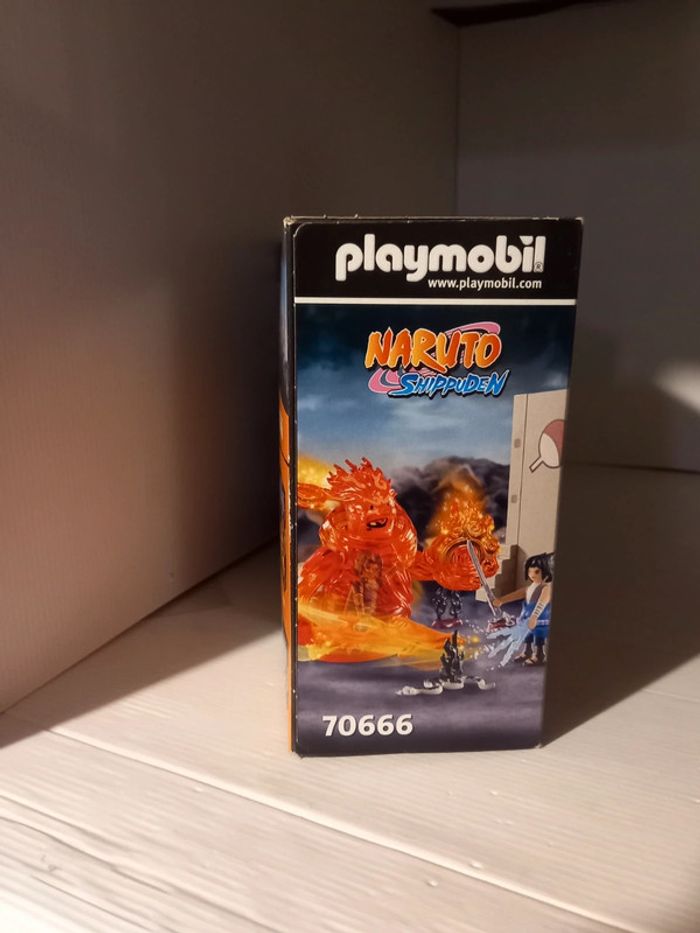 playmobil®
www.playmobil.com
NARUTO
SHIPPUDEN
70666